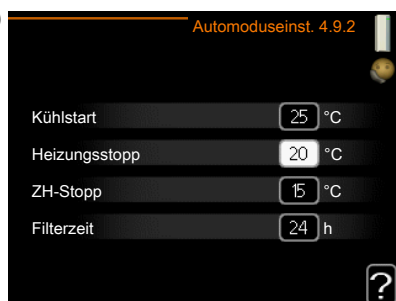 Automoduseinst. 4.9.2
Kühlstart 25 °C
Heizungsstopp 20 °C
ZH-Stopp 15 °C
Filterzeit 24 h
?